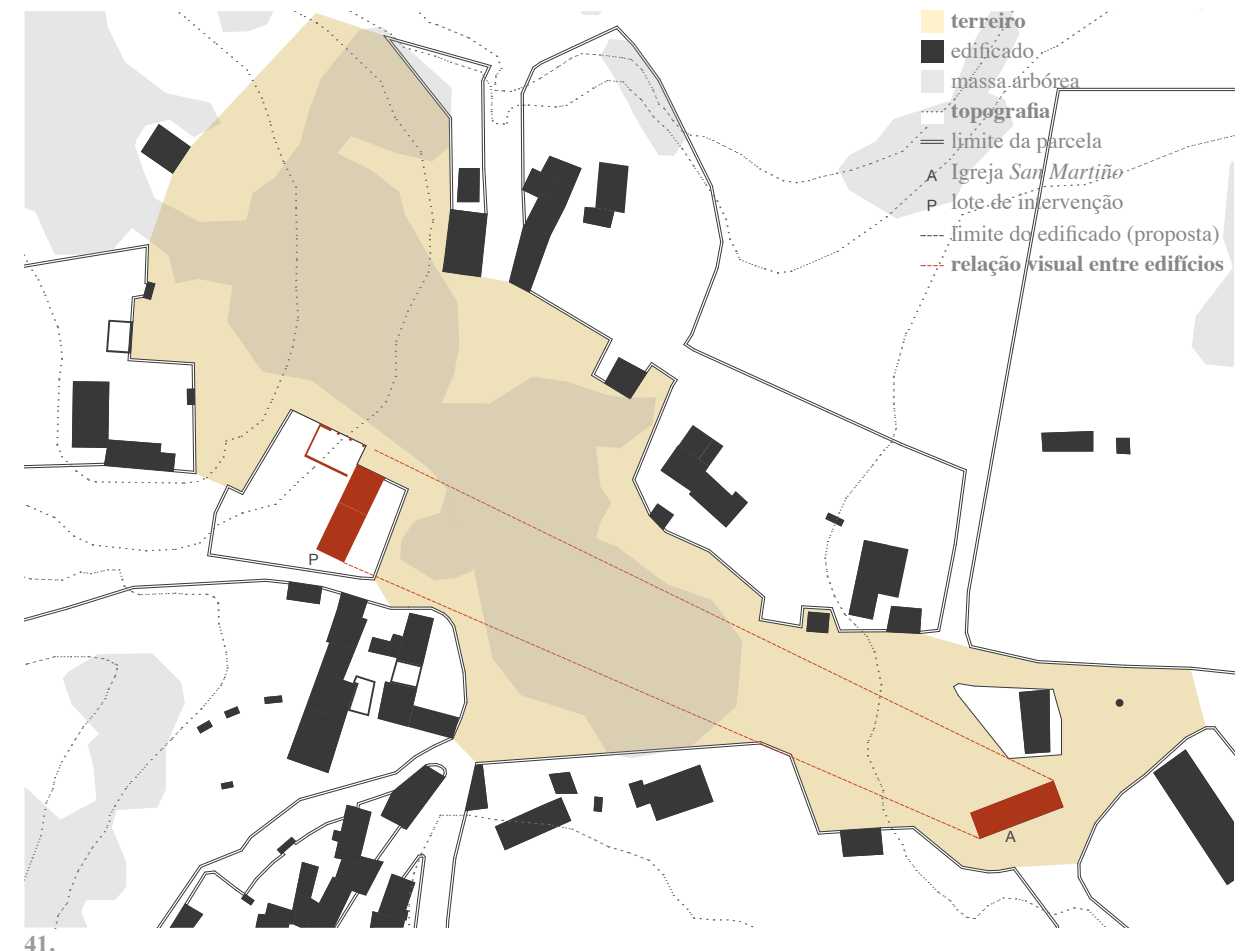 terreiro
edificado
massa arbórea
topografia
limite da parcela
A Igreja San Martiño
P lote de intervenção
limite do edificado (proposta)
relação visual entre edifícios
P
A
41.